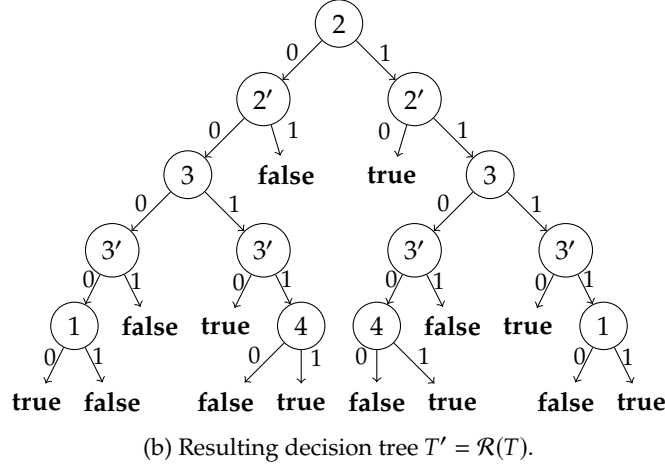 2
0 1
2′ 2′
0 1 0 1
3 false true 3
0 1 0 1
3′ 3′ 3′ 3′
0 1 0 1 0 1 0 1
1 false true 4 4 false true 1
0 1 0 1 0 1 0 1
true false false true false true false true
(b) Resulting decision tree T′ = ℛ(T).